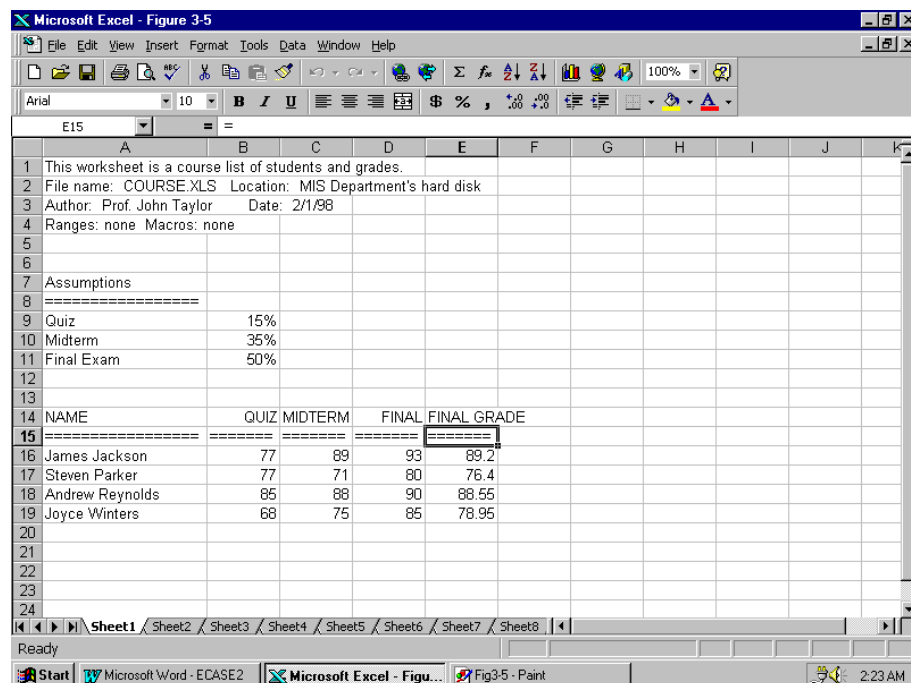 Microsoft Excel - Figure 3-5
File Edit View Insert Format Tools Data Window Help
100%
Arial 10 B I U $ % ,
E15 = =
A B C D E F G H I J K
1 This worksheet is a course list of students and grades.
2 File name: COURSE.XLS Location: MIS Department's hard disk
3 Author: Prof. John Taylor Date: 2/1/98
4 Ranges: none Macros: none
5
6
7 Assumptions
8 =================
9 Quiz 15%
10 Midterm 35%
11 Final Exam 50%
12
13
14 NAME QUIZ MIDTERM FINAL FINAL GRADE
15 ================= ======= ======= ======= =======
16 James Jackson 77 89 93 89.2
17 Steven Parker 77 71 80 76.4
18 Andrew Reynolds 85 88 90 88.55
19 Joyce Winters 68 75 85 78.95
20
21
22
23
24
Sheet1 Sheet2 Sheet3 Sheet4 Sheet5 Sheet6 Sheet7 Sheet8
Ready
Start Microsoft Word - ECASE2 Microsoft Excel - Figu... Fig3-5 - Paint 2:23 AM